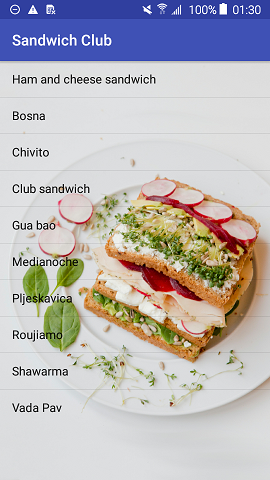 100% 01:30
Sandwich Club
Ham and cheese sandwich
Bosna
Chivito
Club sandwich
Gua bao
Medianoche
Pljeskavica
Roujiamo
Shawarma
Vada Pav